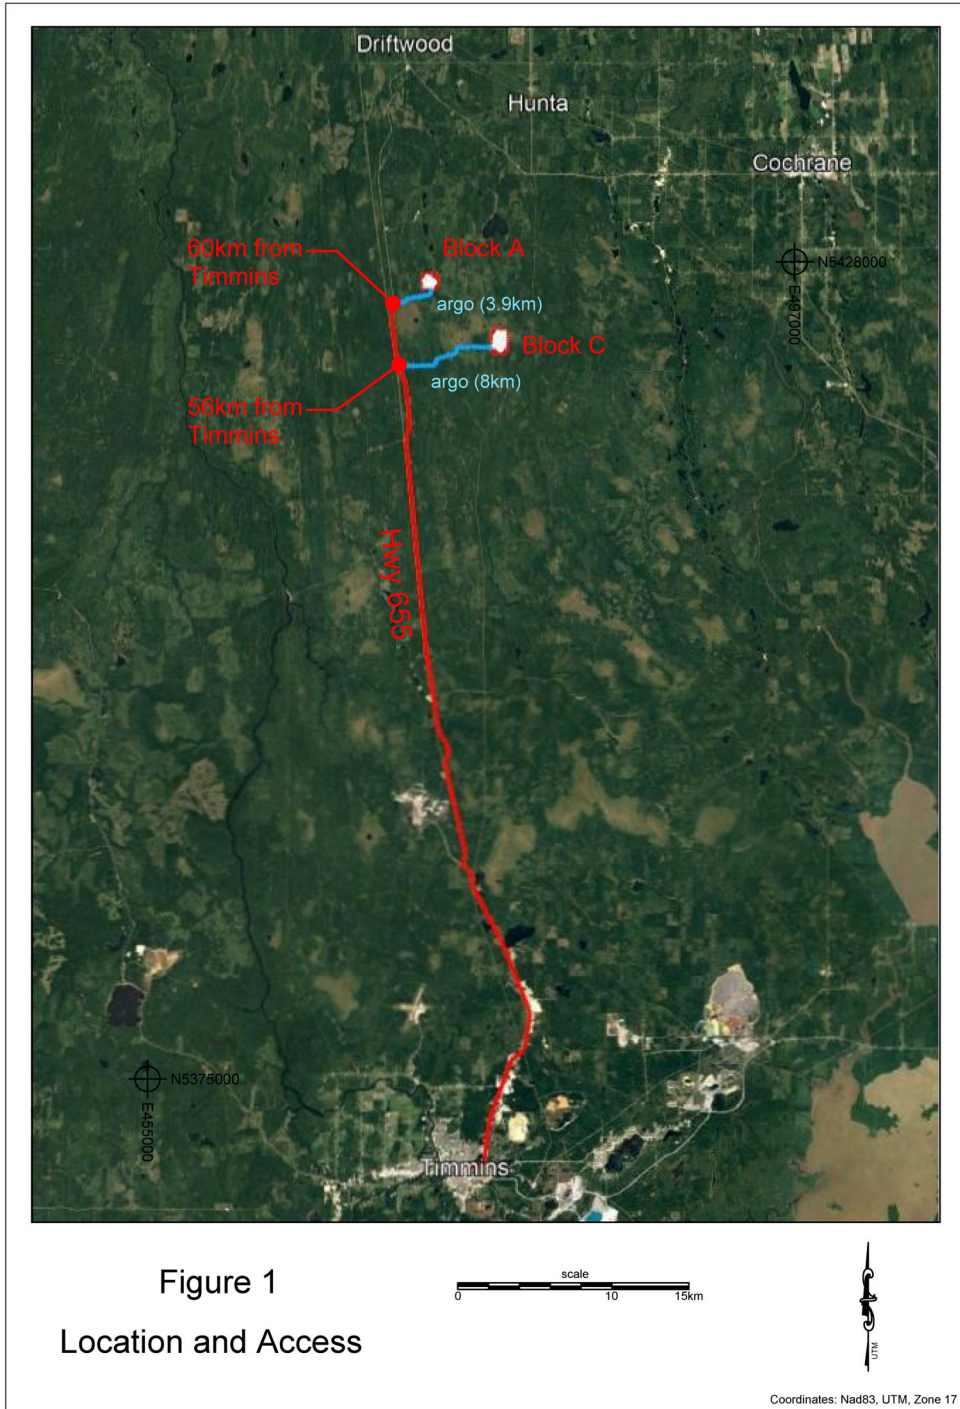 Driftwood
Hunta
Cochrane
60km from
Timmins
Block A
N5428000
E497000
argo (3.9km)
Block C
argo (8km)
56km from
Timmins
Hwy 655
N5375000
E455000
Timmins
Figure 1
Location and Access
scale
0 10 15km
UTM
Coordinates: Nad83, UTM, Zone 17